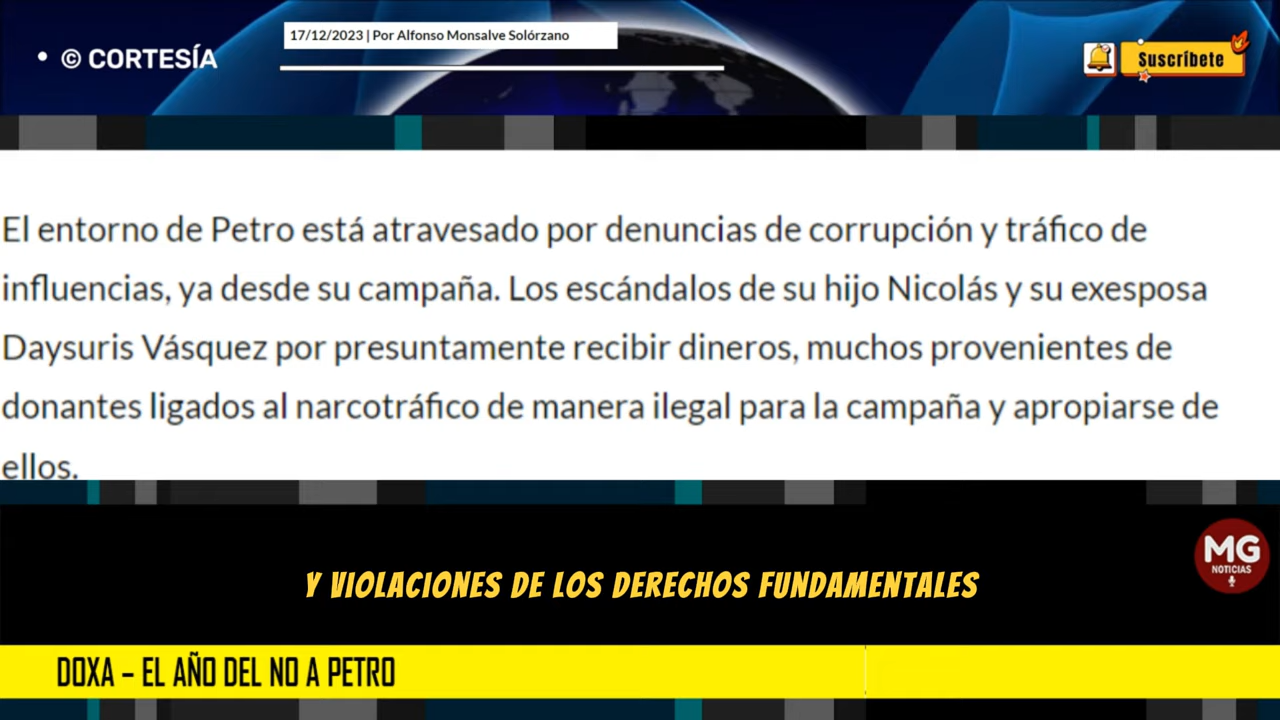 • © CORTESÍA
17/12/2023 | Por Alfonso Monsalve Solórzano
Suscríbete
El entorno de Petro está atravesado por denuncias de corrupción y tráfico de
influencias, ya desde su campaña. Los escándalos de su hijo Nicolás y su exesposa
Daysuris Vásquez por presuntamente recibir dineros, muchos provenientes de
donantes ligados al narcotráfico de manera ilegal para la campaña y apropiarse de
ellos.
MG
NOTICIAS
Y VIOLACIONES DE LOS DERECHOS FUNDAMENTALES
DOXA – EL AÑO DEL NO A PETRO